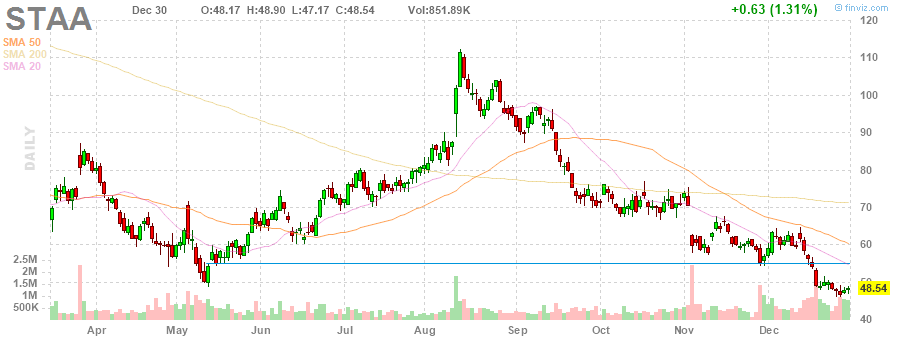 STAA
Dec 30 O:48.17 H:48.90 L:47.17 C:48.54 Vol:851.89K +0.63 (1.31%)
finviz.com
SMA 50
SMA 200
SMA 20
DAILY
120
110
100
90
80
70
60
50
48.54
40
2.5M
2M
1.5M
1M
500K
Apr May Jun Jul Aug Sep Oct Nov Dec